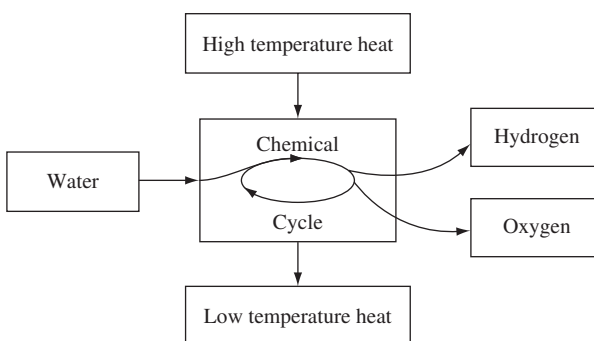 High temperature heat
Chemical
Hydrogen
Water
Cycle
Oxygen
Low temperature heat